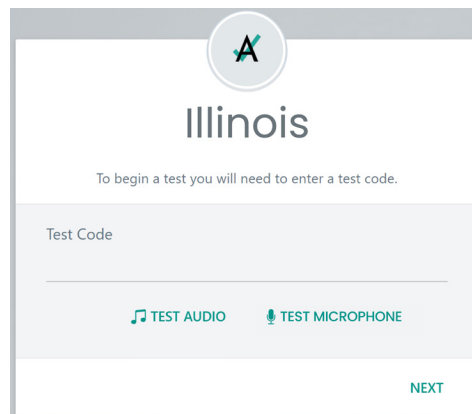 Illinois
To begin a test you will need to enter a test code.
Test Code
TEST AUDIO TEST MICROPHONE
NEXT